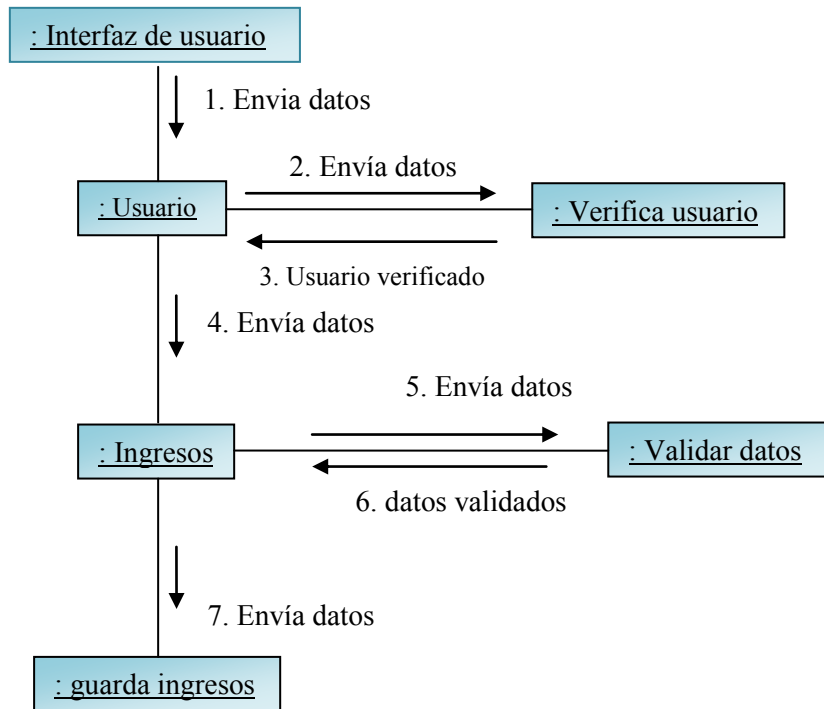 : Interfaz de usuario
1. Envia datos
2. Envía datos
: Usuario
: Verifica usuario
3. Usuario verificado
4. Envía datos
5. Envía datos
: Ingresos
: Validar datos
6. datos validados
7. Envía datos
: guarda ingresos